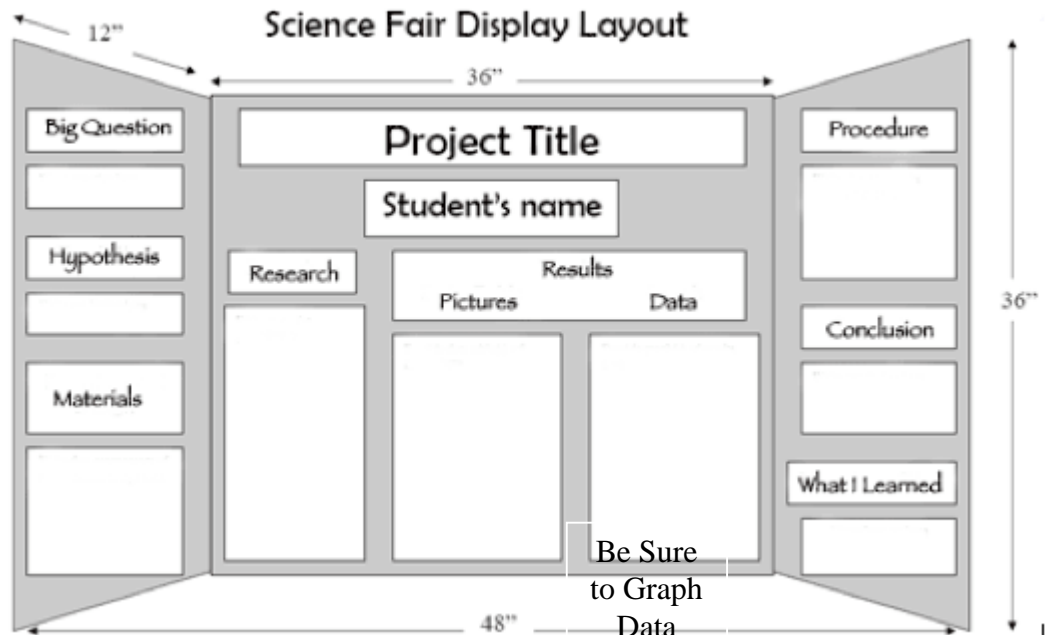 Science Fair Display Layout
12”
36”
Project Title
Student’s name
Big Question
Hypothesis
Materials
Research
Results
Pictures Data
Procedure
Conclusion
What I Learned
36”
Be Sure
to Graph
Data
48”